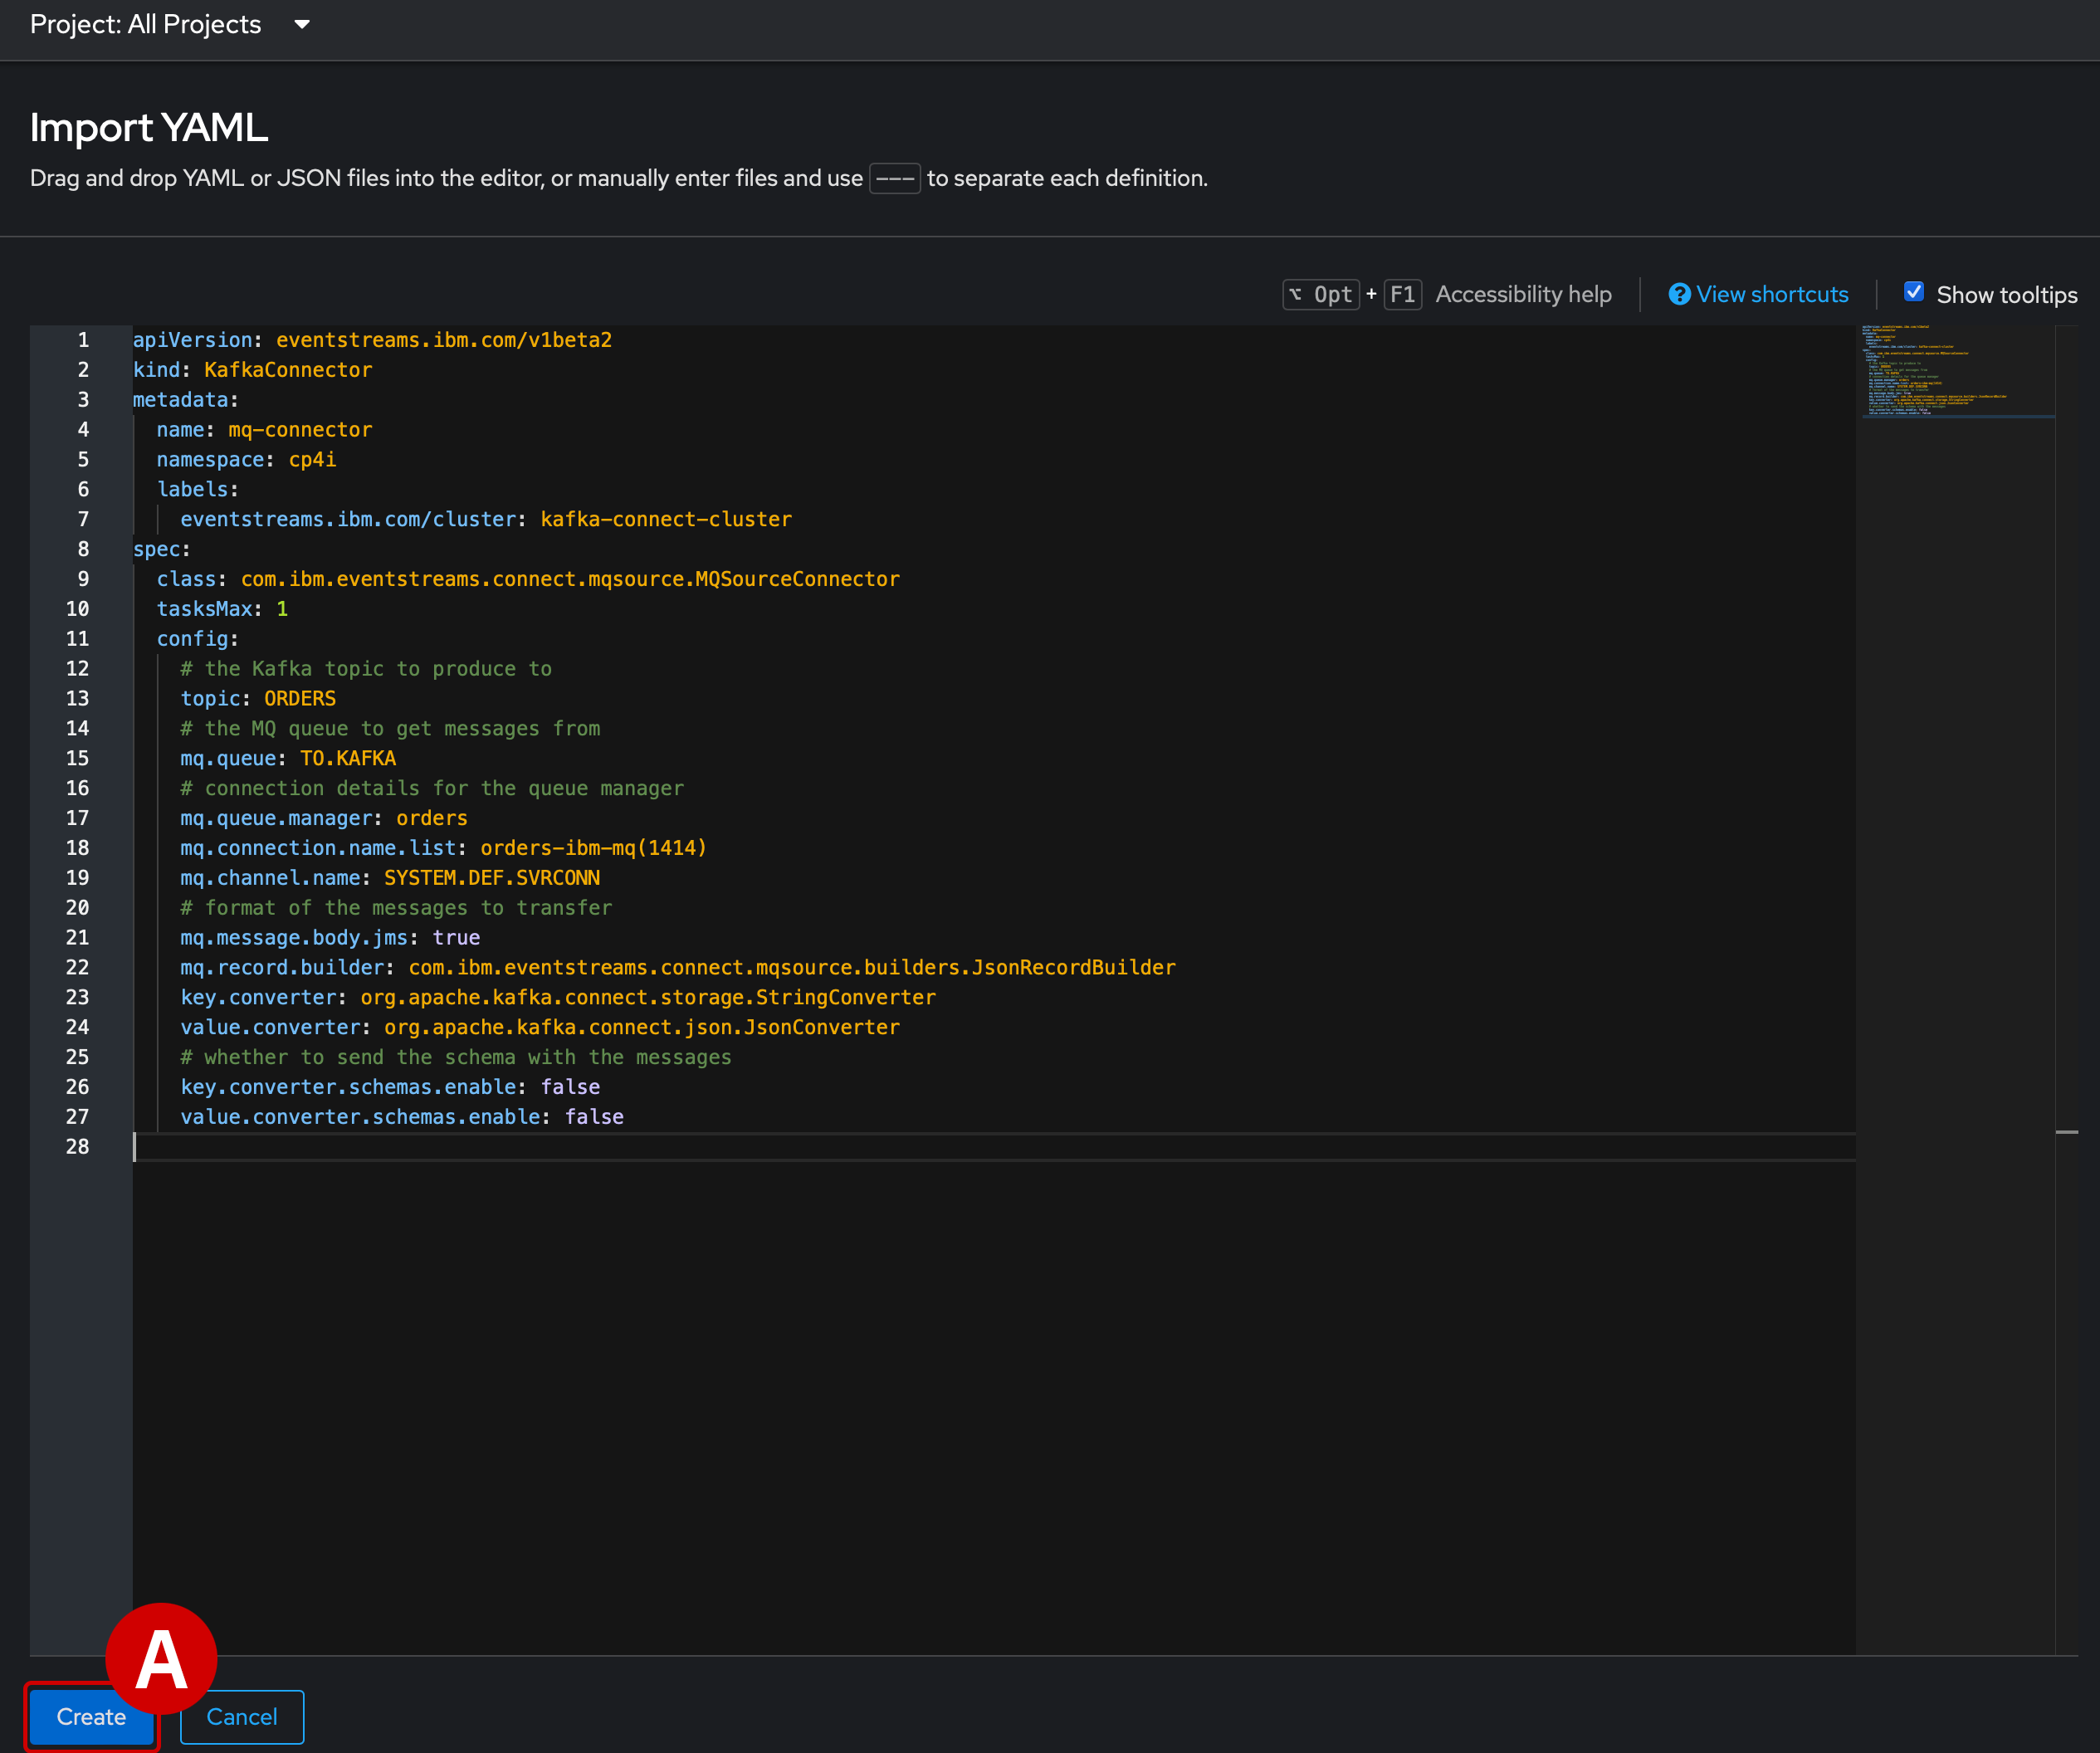 Project: All Projects
Import YAML
Drag and drop YAML or JSON files into the editor, or manually enter files and use --- to separate each definition.
⌥ Opt + F1 Accessibility help View shortcuts Show tooltips
1 apiVersion: eventstreams.ibm.com/v1beta2
2 kind: KafkaConnector
3 metadata:
4 name: mq-connector
5 namespace: cp4i
6 labels:
7 eventstreams.ibm.com/cluster: kafka-connect-cluster
8 spec:
9 class: com.ibm.eventstreams.connect.mqsource.MQSourceConnector
10 tasksMax: 1
11 config:
12 # the Kafka topic to produce to
13 topic: ORDERS
14 # the MQ queue to get messages from
15 mq.queue: TO.KAFKA
16 # connection details for the queue manager
17 mq.queue.manager: orders
18 mq.connection.name.list: orders-ibm-mq(1414)
19 mq.channel.name: SYSTEM.DEF.SVRCONN
20 # format of the messages to transfer
21 mq.message.body.jms: true
22 mq.record.builder: com.ibm.eventstreams.connect.mqsource.builders.JsonRecordBuilder
23 key.converter: org.apache.kafka.connect.storage.StringConverter
24 value.converter: org.apache.kafka.connect.json.JsonConverter
25 # whether to send the schema with the messages
26 key.converter.schemas.enable: false
27 value.converter.schemas.enable: false
28
A
Create Cancel